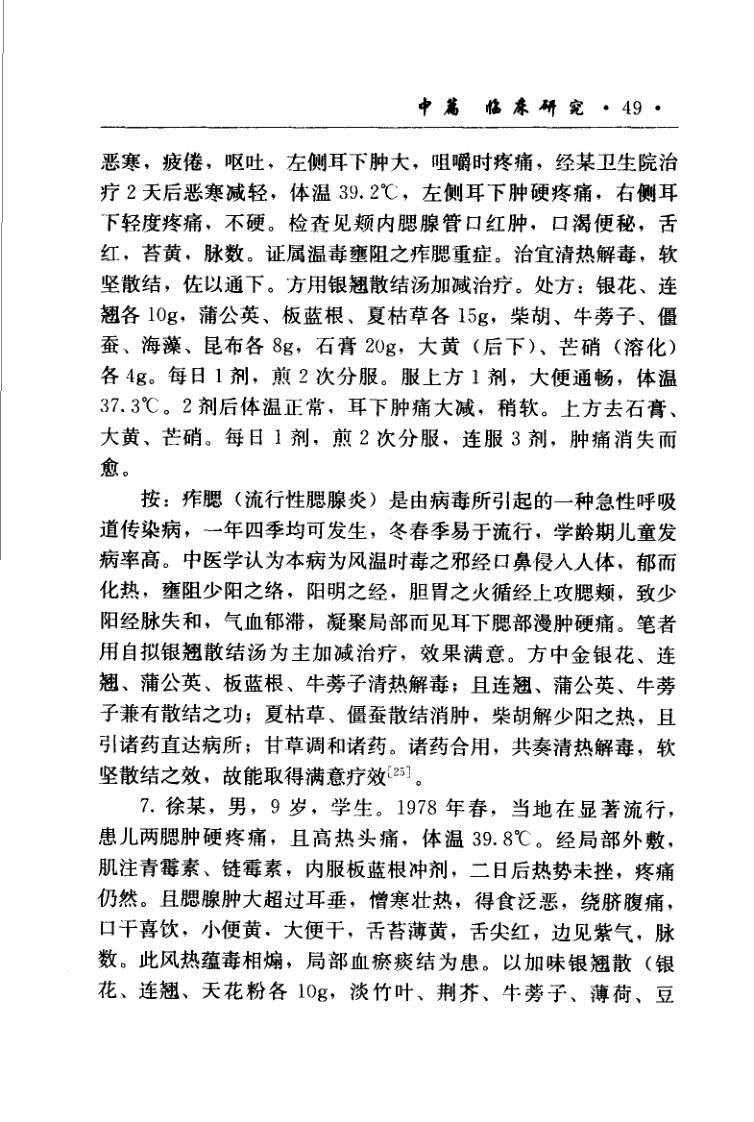 中篇 临床研究 · 49 ·
恶寒，疲倦，呕吐，左侧耳下肿大，咀嚼时疼痛，经某卫生院治
疗 2 天后恶寒减轻，体温 39.2℃，左侧耳下肿硬疼痛，右侧耳
下轻度疼痛，不硬。检查见颊内腮腺管口红肿，口渴便秘，舌
红，苔黄，脉数。证属温毒壅阻之痄腮重症。治宜清热解毒，软
坚散结，佐以通下。方用银翘散结汤加减治疗。处方：银花、连
翘各 10g，蒲公英、板蓝根、夏枯草各 15g，柴胡、牛蒡子、僵
蚕、海藻、昆布各 8g，石膏 20g，大黄（后下）、芒硝（溶化）
各 4g。每日 1 剂，煎 2 次分服。服上方 1 剂，大便通畅，体温
37.3℃。2 剂后体温正常，耳下肿痛大减，稍软。上方去石膏、
大黄、芒硝。每日 1 剂，煎 2 次分服，连服 3 剂，肿痛消失而
愈。
按：痄腮（流行性腮腺炎）是由病毒所引起的一种急性呼吸
道传染病，一年四季均可发生，冬春季易于流行，学龄期儿童发
病率高。中医学认为本病为风温时毒之邪经口鼻侵入人体，郁而
化热，壅阻少阳之络，阳明之经，胆胃之火循经上攻腮颊，致少
阳经脉失和，气血郁滞，凝聚局部而见耳下腮部漫肿硬痛。笔者
用自拟银翘散结汤为主加减治疗，效果满意。方中金银花、连
翘、蒲公英、板蓝根、牛蒡子清热解毒；且连翘、蒲公英、牛蒡
子兼有散结之功；夏枯草、僵蚕散结消肿，柴胡解少阳之热，且
引诸药直达病所；甘草调和诸药。诸药合用，共奏清热解毒，软
坚散结之效，故能取得满意疗效[25]。
7. 徐某，男，9 岁，学生。1978 年春，当地在显著流行，
患儿两腮肿硬疼痛，且高热头痛，体温 39.8℃。经局部外敷，
肌注青霉素、链霉素，内服板蓝根冲剂，二日后热势未挫，疼痛
仍然。且腮腺肿大超过耳垂，憎寒壮热，得食泛恶，绕脐腹痛，
口干喜饮，小便黄，大便干，舌苔薄黄，舌尖红，边见紫气，脉
数。此风热蕴毒相煽，局部血瘀痰结为患。以加味银翘散（银
花、连翘、天花粉各 10g，淡竹叶、荆芥、牛蒡子、薄荷、豆